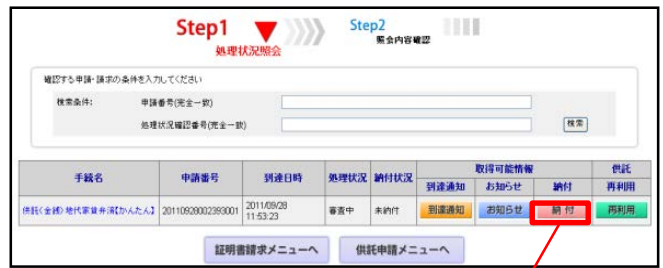 Step1
処理状況照会
Step2
照会内容確認
確認する申請・請求の条件を入力してください
検索条件: 申請番号(完全一致)
処理状況確認番号(完全一致) 検索
手続名 申請番号 到達日時 処理状況 納付状況 取得可能情報 供託
到達通知 お知らせ 納付 再利用
供託(金銭)地代家賃弁済【かんたん】 20110928002393001 2011/09/28 審査中 未納付 到達通知 お知らせ 納付 再利用
11:53:23
証明書請求メニューへ 供託申請メニューへ